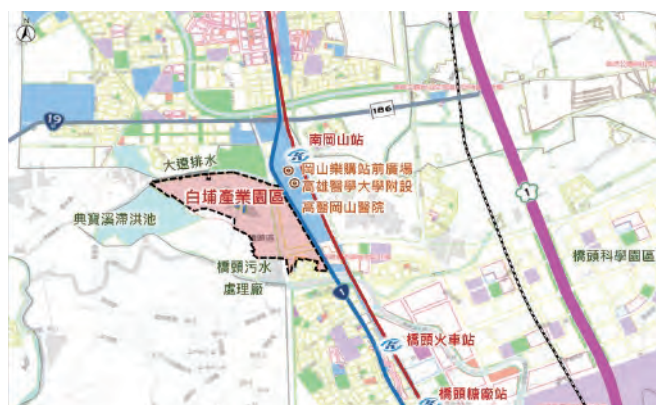 N
19
186
南岡山站
大遼排水
岡山樂購站前廣場
高雄醫學大學附設
高醫岡山醫院
白埔產業園區
1
典寶溪滯洪池
橋頭科學園區
橋頭污水
處理廠
1
橋頭火車站
橋頭糖廠站